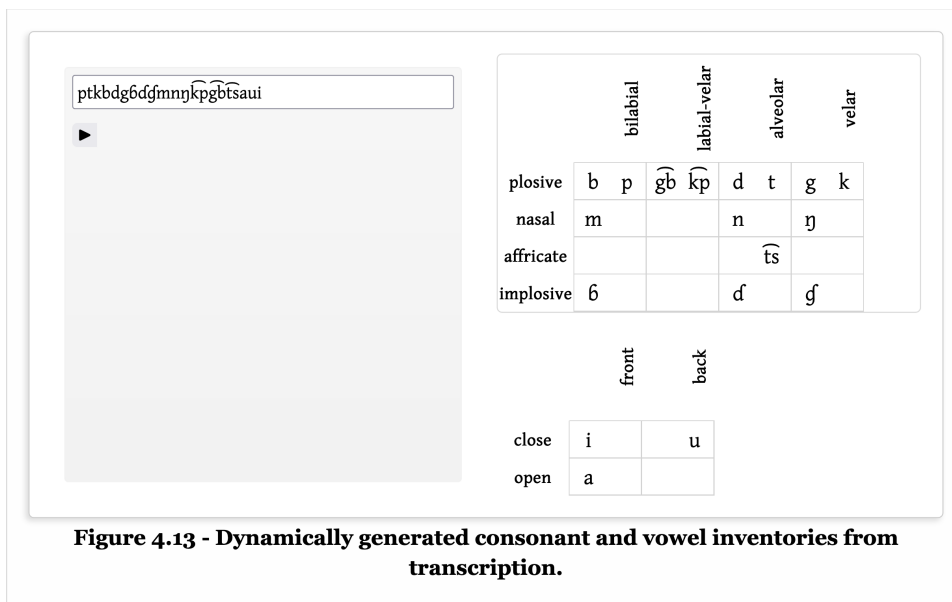 ptkbdgɓɗɠmnŋk͡pg͡bt͡saui
bilabial labial-velar alveolar velar
plosive b p g͡b k͡p d t g k
nasal m n ŋ
affricate t͡s
implosive ɓ ɗ ɠ
front back
close i u
open a
Figure 4.13 - Dynamically generated consonant and vowel inventories from
transcription.